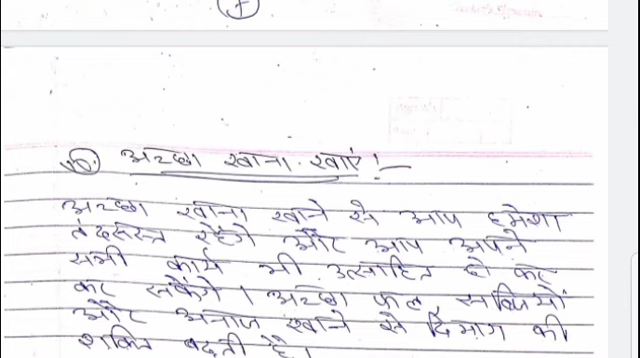 अच्छा खाना खाएं!—
अच्छा खाना खाने से आप हमेशा
तंदरुस्त रहेंगे और आप अपने
सभी कार्य भी उत्साहित हो कर
कर सकेंगे । अच्छा फल, सब्जियों
और अनाज खाने से दिमाग की
शक्ति बढ़ती है।